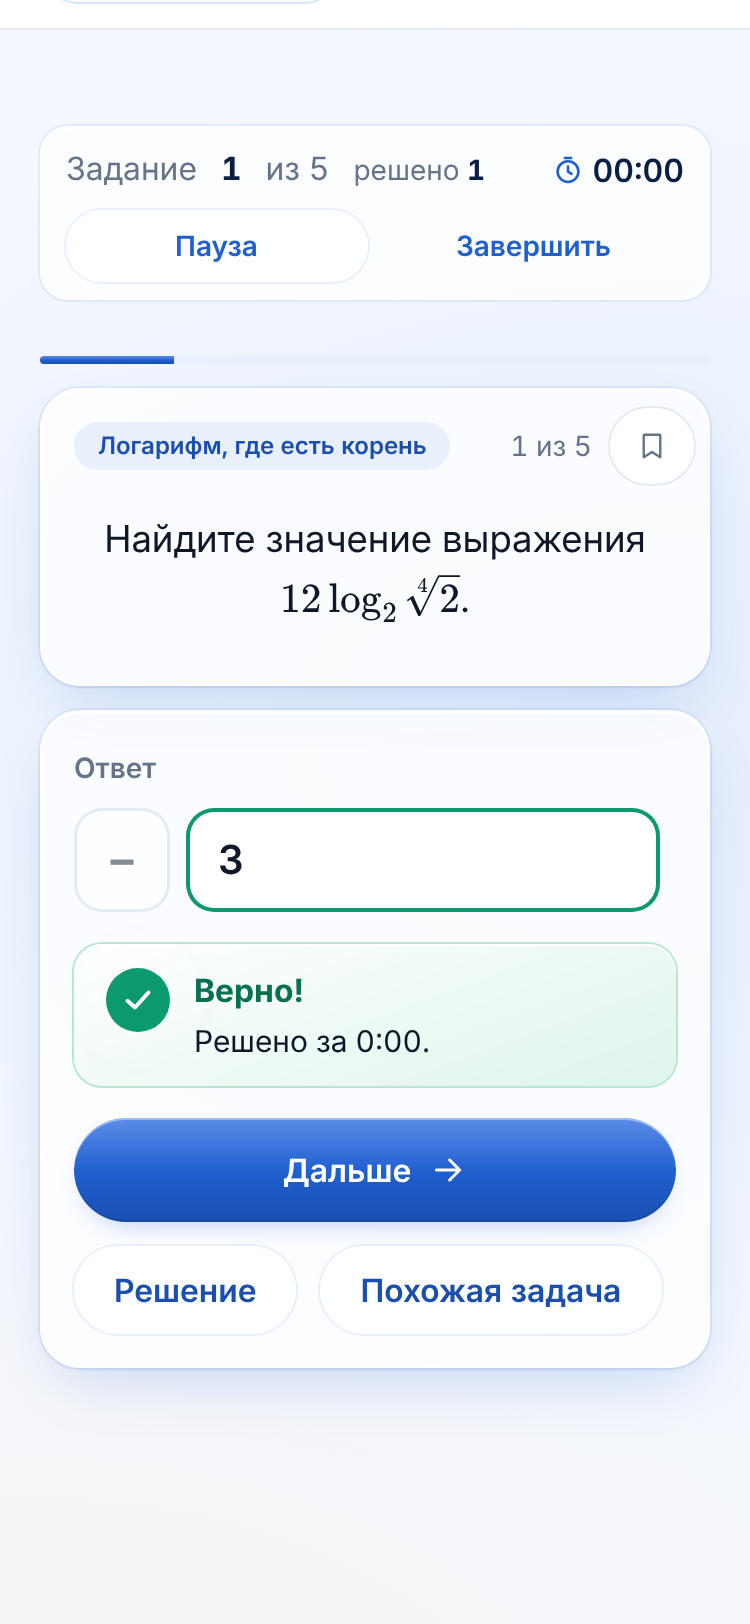 Задание 1 из 5 решено 1 00:00
Пауза Завершить
Логарифм, где есть корень 1 из 5
Найдите значение выражения
12 log₂ ∜2.
Ответ
− 3
Верно!
Решено за 0:00.
Дальше →
Решение Похожая задача